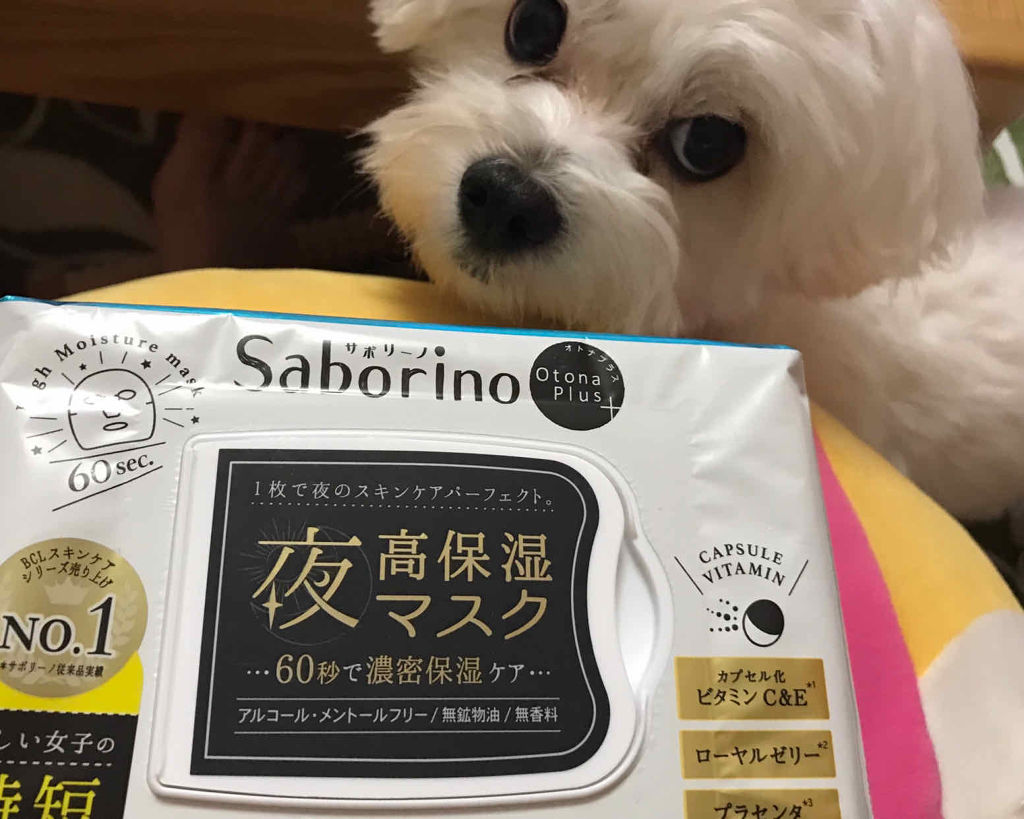 High Moisture mask
60 sec.
サボリーノ
Saborino
オトナプラス
Otona
Plus+
1枚で夜のスキンケアパーフェクト。
夜
高保湿
マスク
…60秒で濃密保湿ケア…
アルコール・メントールフリー/無鉱物油/無香料
BCLスキンケア
シリーズ売り上げ
NO.1
*サボリーノ従来品実績
しい女子の
時短
CAPSULE
VITAMIN
カプセル化
ビタミンC&E*1
ローヤルゼリー*2
プラセンタ*3